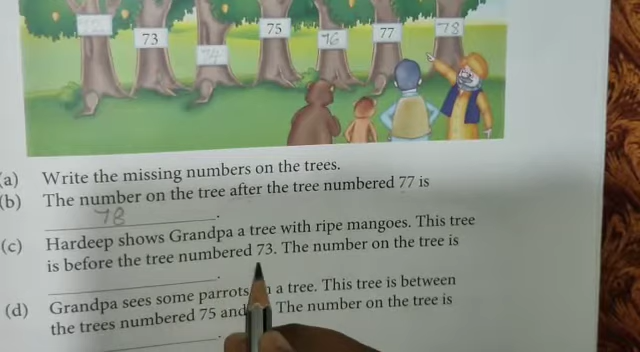 72
73
74
75
76
77
78
(a) Write the missing numbers on the trees.
(b) The number on the tree after the tree numbered 77 is
78.
(c) Hardeep shows Grandpa a tree with ripe mangoes. This tree
is before the tree numbered 73. The number on the tree is
.
(d) Grandpa sees some parrots a tree. This tree is between
the trees numbered 75 and The number on the tree is
.